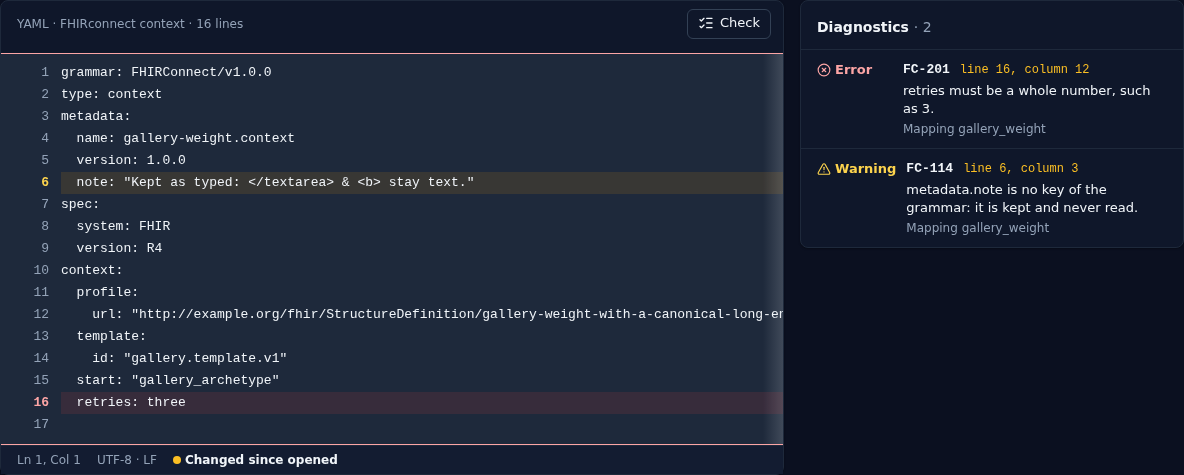 YAML · FHIRconnect context · 16 lines
Check
1 grammar: FHIRConnect/v1.0.0
2 type: context
3 metadata:
4 name: gallery-weight.context
5 version: 1.0.0
6 note: "Kept as typed: </textarea> & <b> stay text."
7 spec:
8 system: FHIR
9 version: R4
10 context:
11 profile:
12 url: "http://example.org/fhir/StructureDefinition/gallery-weight-with-a-canonical-long-en
13 template:
14 id: "gallery.template.v1"
15 start: "gallery_archetype"
16 retries: three
17
Ln 1, Col 1 UTF-8 · LF Changed since opened
Diagnostics · 2
Error FC-201 line 16, column 12
retries must be a whole number, such
as 3.
Mapping gallery_weight
Warning FC-114 line 6, column 3
metadata.note is no key of the
grammar: it is kept and never read.
Mapping gallery_weight